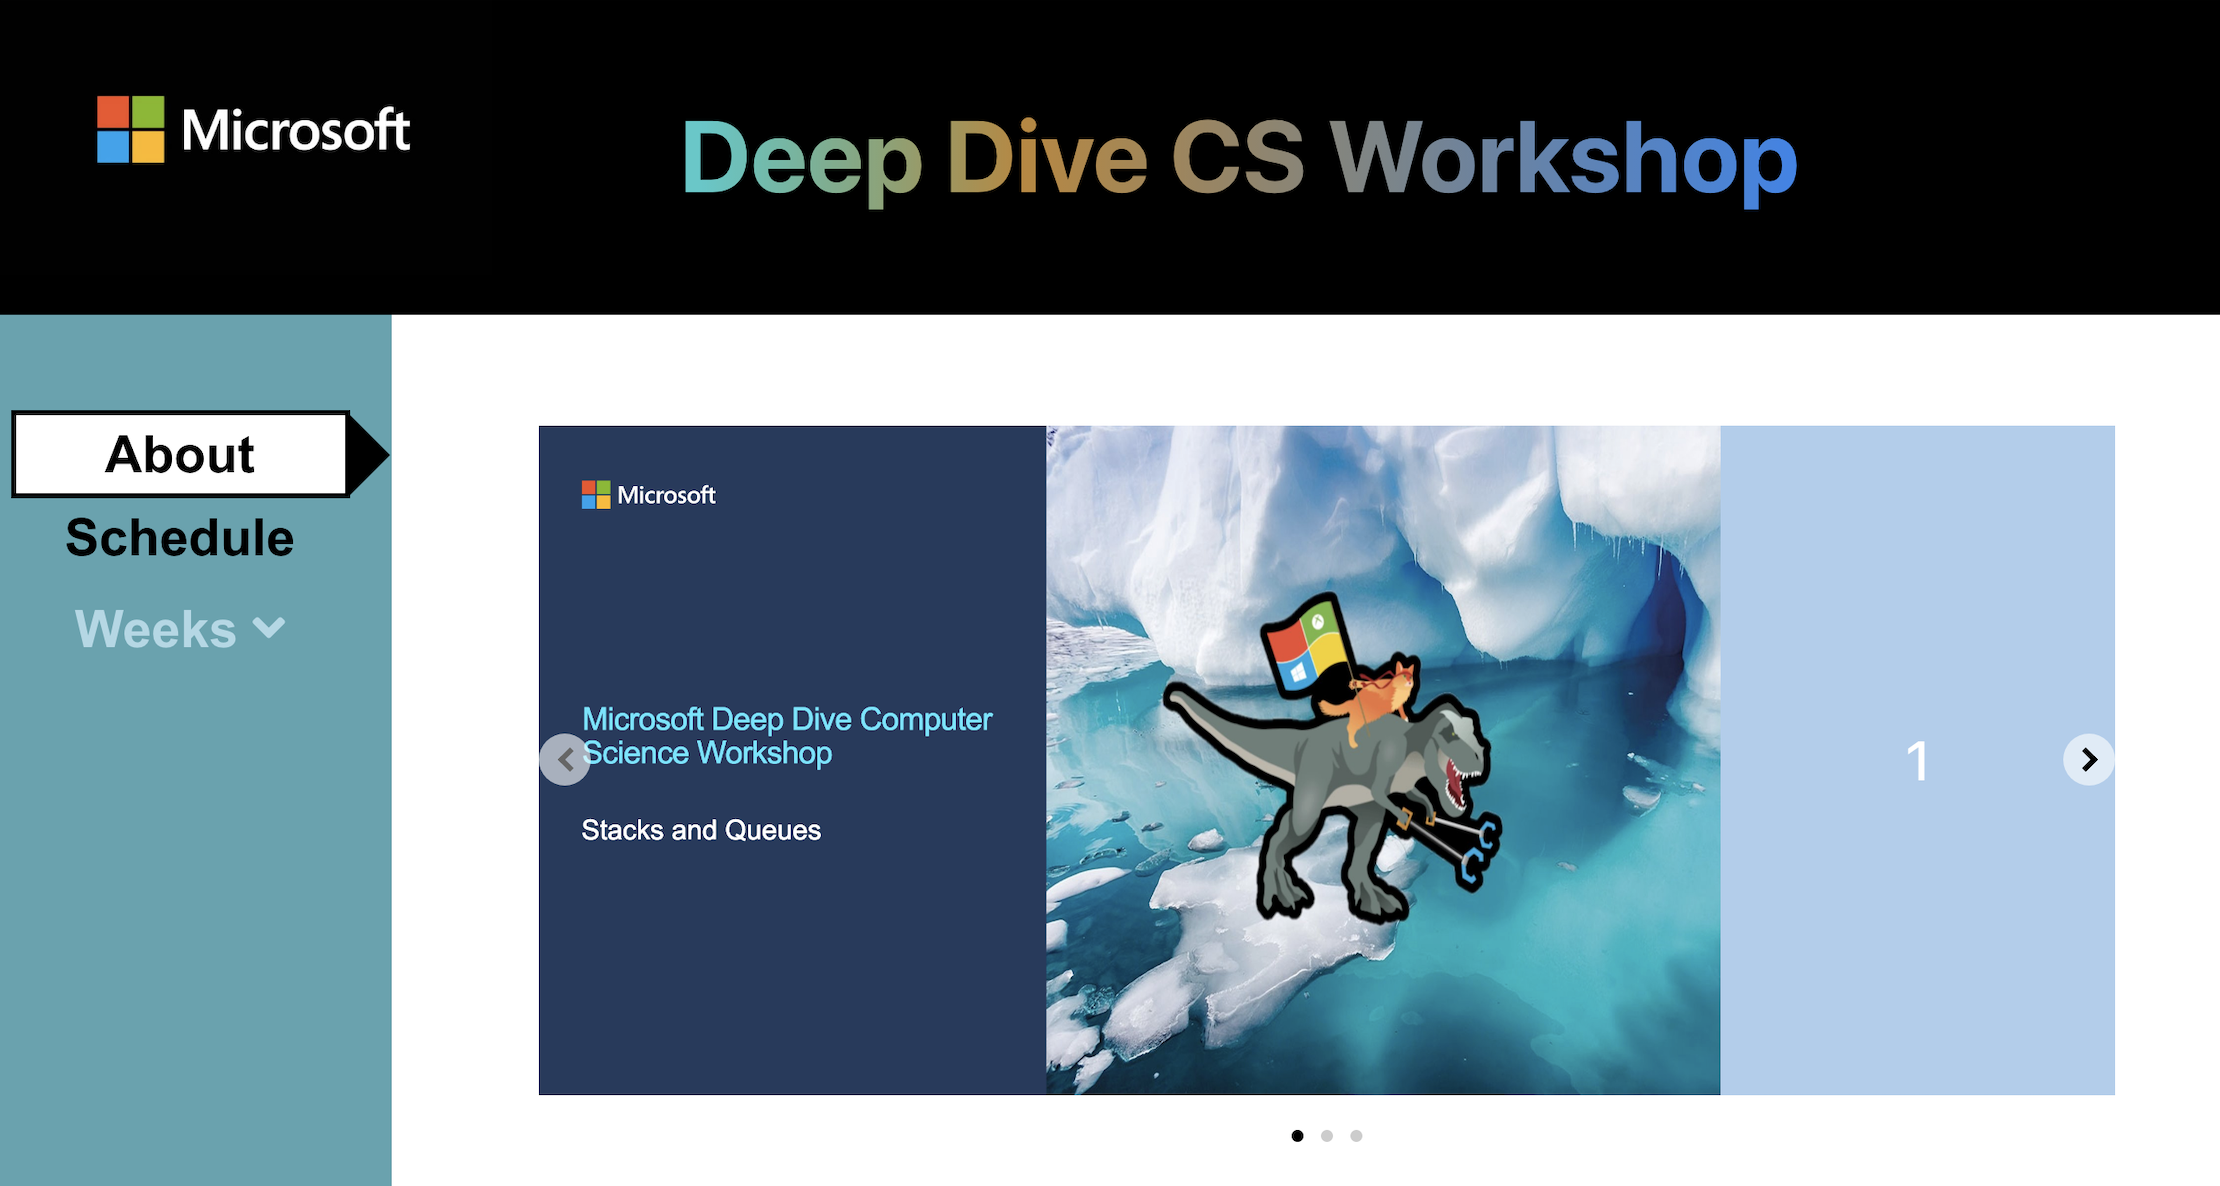 Microsoft
Deep Dive CS Workshop
About
Schedule
Weeks
Microsoft
Microsoft Deep Dive Computer
Science Workshop
Stacks and Queues
1